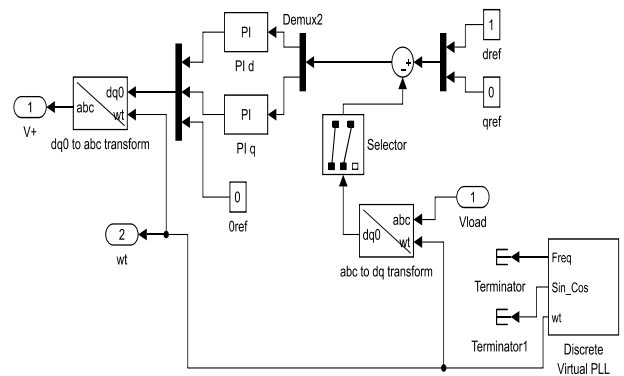 Demux2
PI
PI d
1
dref
dq0
abc
wt
1
V+
dq0 to abc transform
PI
PI q
0
qref
Selector
0
0ref
1
Vload
abc
dq0
wt
abc to dq transform
2
wt
Freq
Sin_Cos
wt
Terminator
Terminator1
Discrete
Virtual PLL